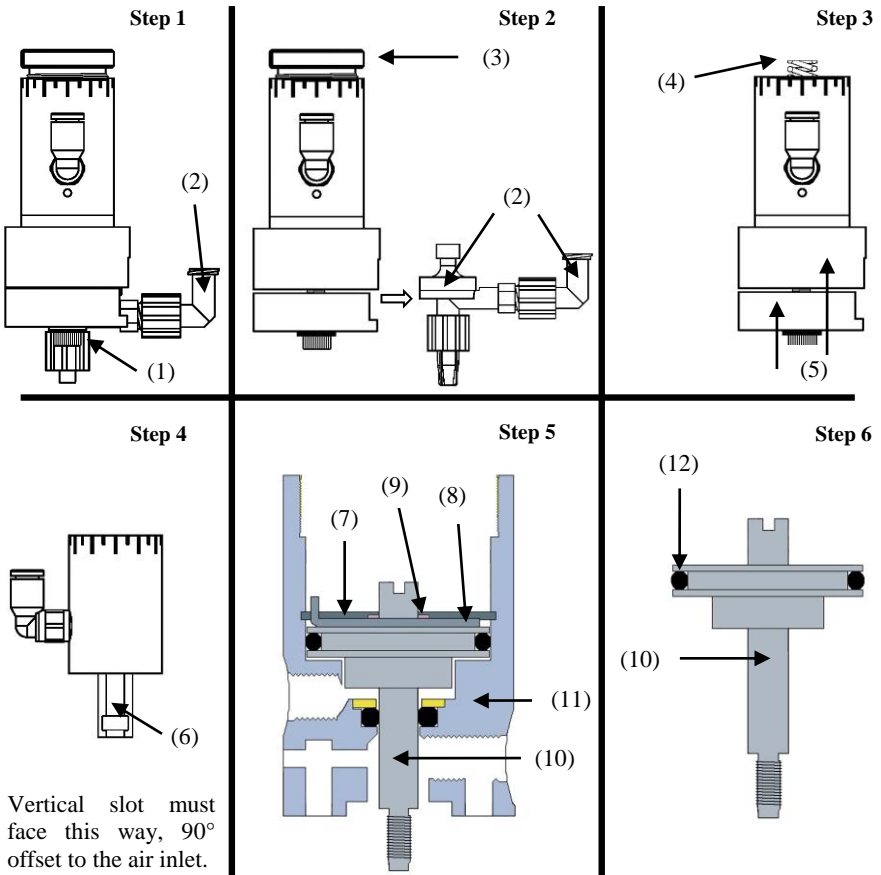 Step 1
(2)
(1)
Step 2
(3)
(2)
Step 3
(4)
(5)
Step 4
(6)
Vertical slot must
face this way, 90°
offset to the air inlet.
Step 5
(9)
(8)
(7)
(11)
(10)
Step 6
(12)
(10)